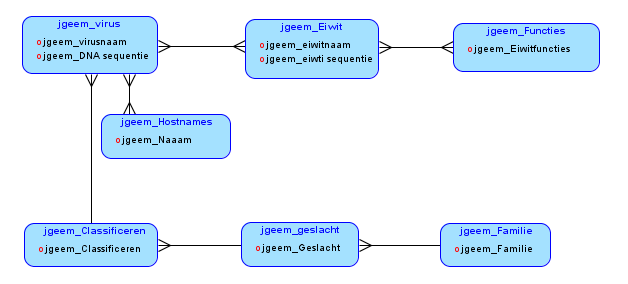 jgeem_virus
o jgeem_virusnaam
o jgeem_DNA sequentie
jgeem_Eiwit
o jgeem_eiwitnaam
o jgeem_eiwti sequentie
jgeem_Functies
o jgeem_Eiwitfuncties
jgeem_Hostnames
o jgeem_Naaam
jgeem_Classificeren
o jgeem_Classificeren
jgeem_geslacht
o jgeem_Geslacht
jgeem_Familie
o jgeem_Familie